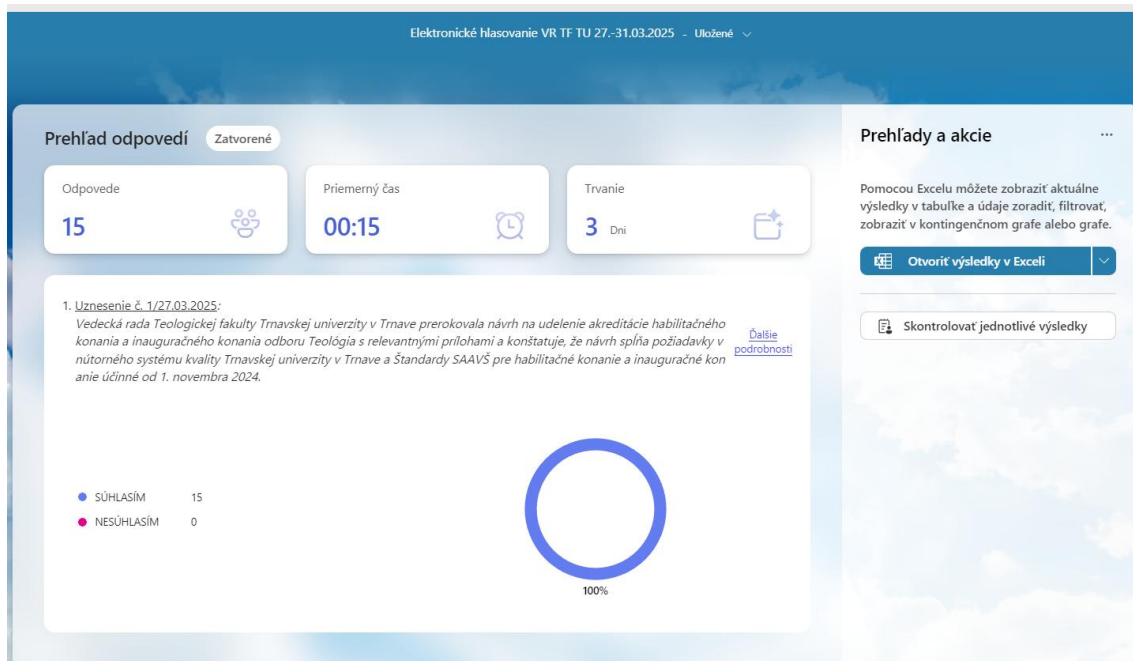 Elektronické hlasovanie VR TF TU 27.-31.03.2025 - Uložené
Prehľad odpovedí Zatvorené
Odpovede
15
Priemerný čas
00:15
Trvanie
3 Dni
1. Uznesenie č. 1/27.03.2025:
Vedecká rada Teologickej fakulty Trnavskej univerzity v Trnave prerokovala návrh na udelenie akreditácie habilitačného
konania a inauguračného konania odboru Teológia s relevantnými prílohami a konštatuje, že návrh spĺňa požiadavky v
nútorného systému kvality Trnavskej univerzity v Trnave a Štandardy SAAVŠ pre habilitačné konanie a inauguračné kon
anie účinné od 1. novembra 2024.
Ďalšie
podrobnosti
SÚHLASÍM 15
NESÚHLASÍM 0
100%
Prehľady a akcie ...
Pomocou Excelu môžete zobraziť aktuálne
výsledky v tabuľke a údaje zoradiť, filtrovať,
zobraziť v kontingenčnom grafe alebo grafe.
Otvoriť výsledky v Exceli
Skontrolovať jednotlivé výsledky